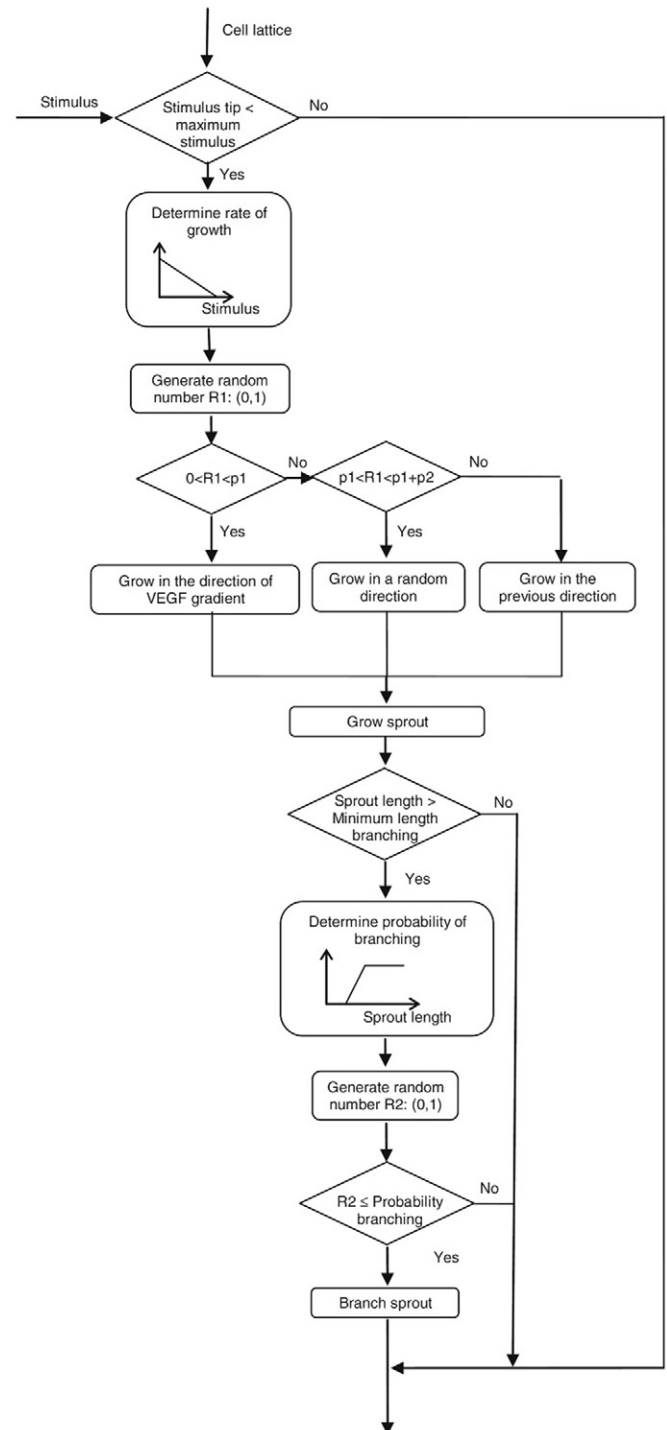 Cell lattice
Stimulus
Stimulus tip <
maximum
stimulus
No
Yes
Determine rate of
growth
Stimulus
Generate random
number R1: (0,1)
0<R1<p1
No
p1<R1<p1+p2
No
Yes
Yes
Grow in the direction of
VEGF gradient
Grow in a random
direction
Grow in the
previous direction
Grow sprout
Sprout length >
Minimum length
branching
No
Yes
Determine probability of
branching
Sprout length
Generate random
number R2: (0,1)
R2 ≤ Probability
branching
No
Yes
Branch sprout